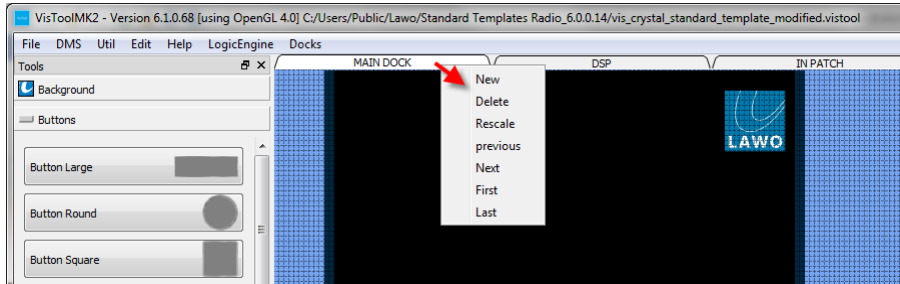 VisToolMK2 - Version 6.1.0.68 [using OpenGL 4.0] C:/Users/Public/Lawo/Standard Templates Radio_6.0.0.14/vis_crystal_standard_template_modified.vistool
File DMS Util Edit Help LogicEngine Docks
Tools
MAIN DOCK DSP IN PATCH
Background
Buttons
Button Large
Button Round
Button Square
New
Delete
Rescale
previous
Next
First
Last
LAWO